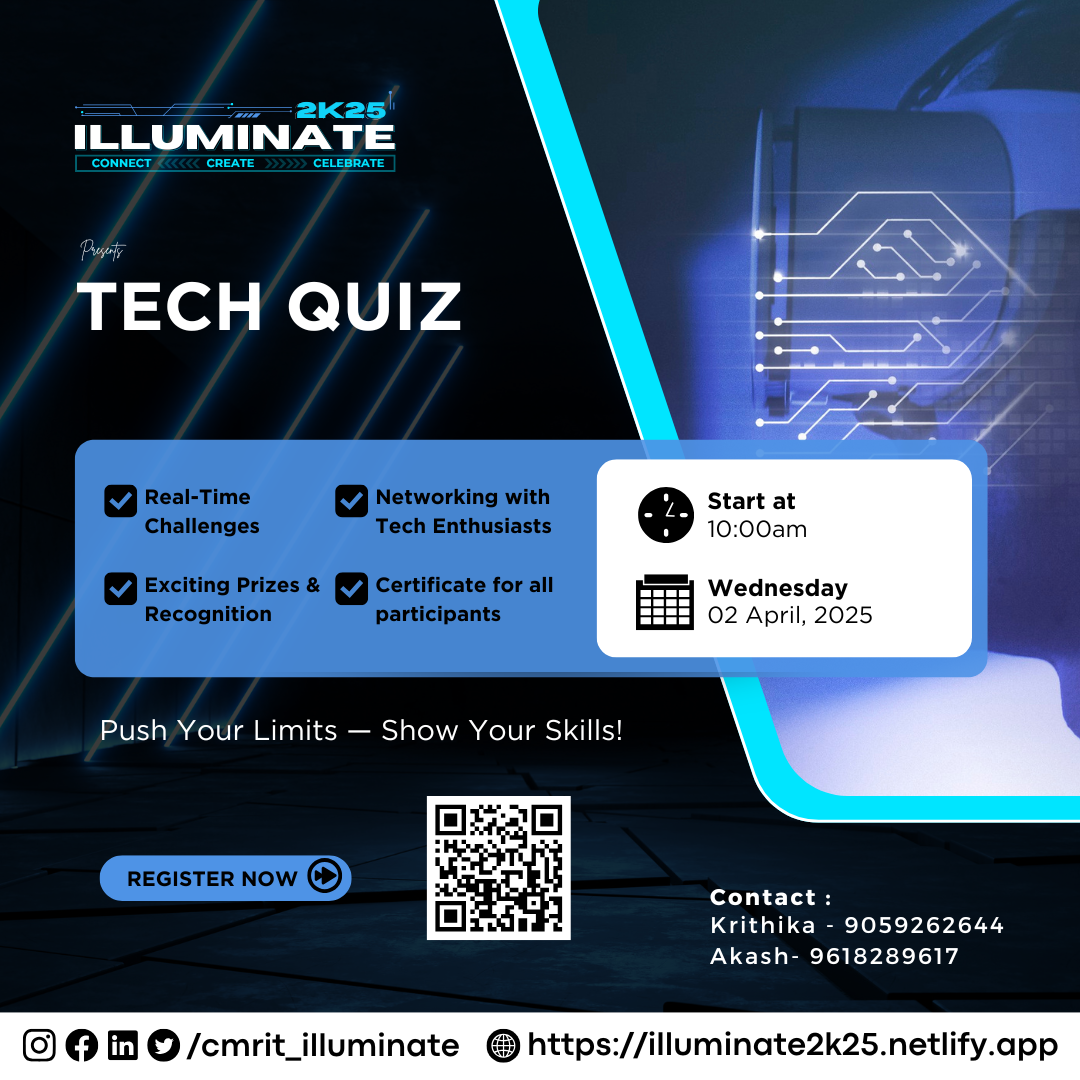 2K25
ILLUMINATE
CONNECT <<<<< CREATE >>>>> CELEBRATE
Presents
TECH QUIZ
Real-Time
Challenges
Networking with
Tech Enthusiasts
Exciting Prizes &
Recognition
Certificate for all
participants
Start at
10:00am
Wednesday
02 April, 2025
Push Your Limits — Show Your Skills!
REGISTER NOW
Contact :
Krithika - 9059262644
Akash- 9618289617
/cmrit_illuminate
https://illuminate2k25.netlify.app